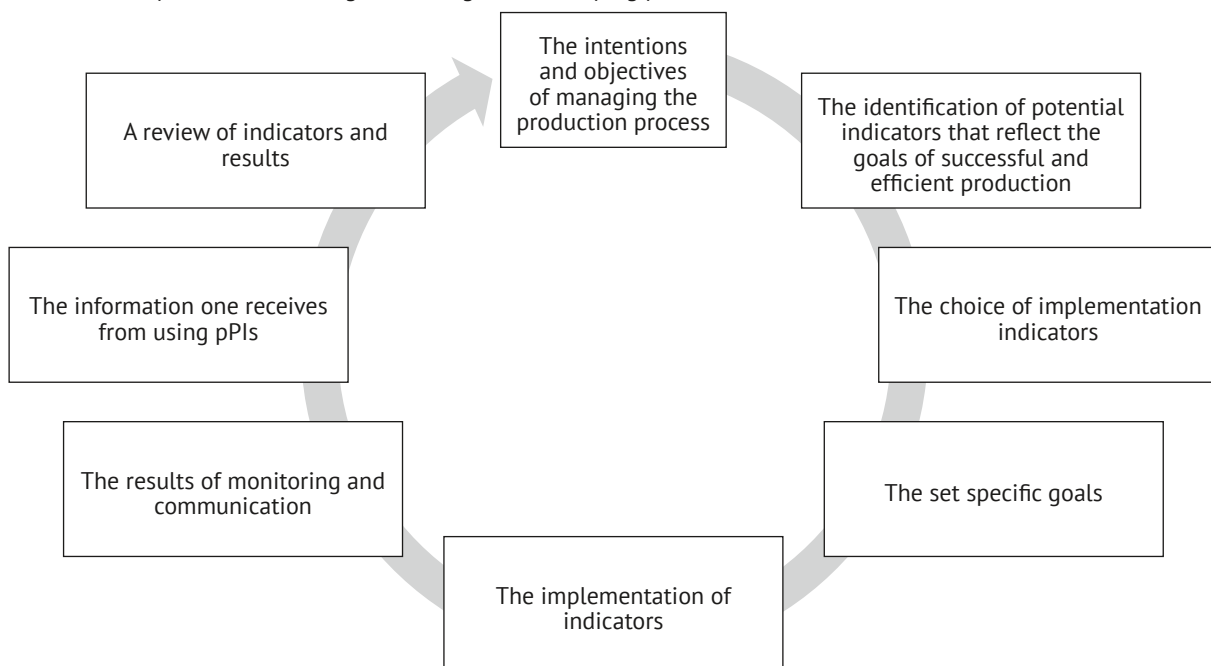 The intentions
and objectives
of managing the
production process
The identification of potential
indicators that reflect the
goals of successful and
efficient production
The choice of implementation
indicators
The set specific goals
The implementation of
indicators
The results of monitoring and
communication
The information one receives
from using pPIs
A review of indicators and
results